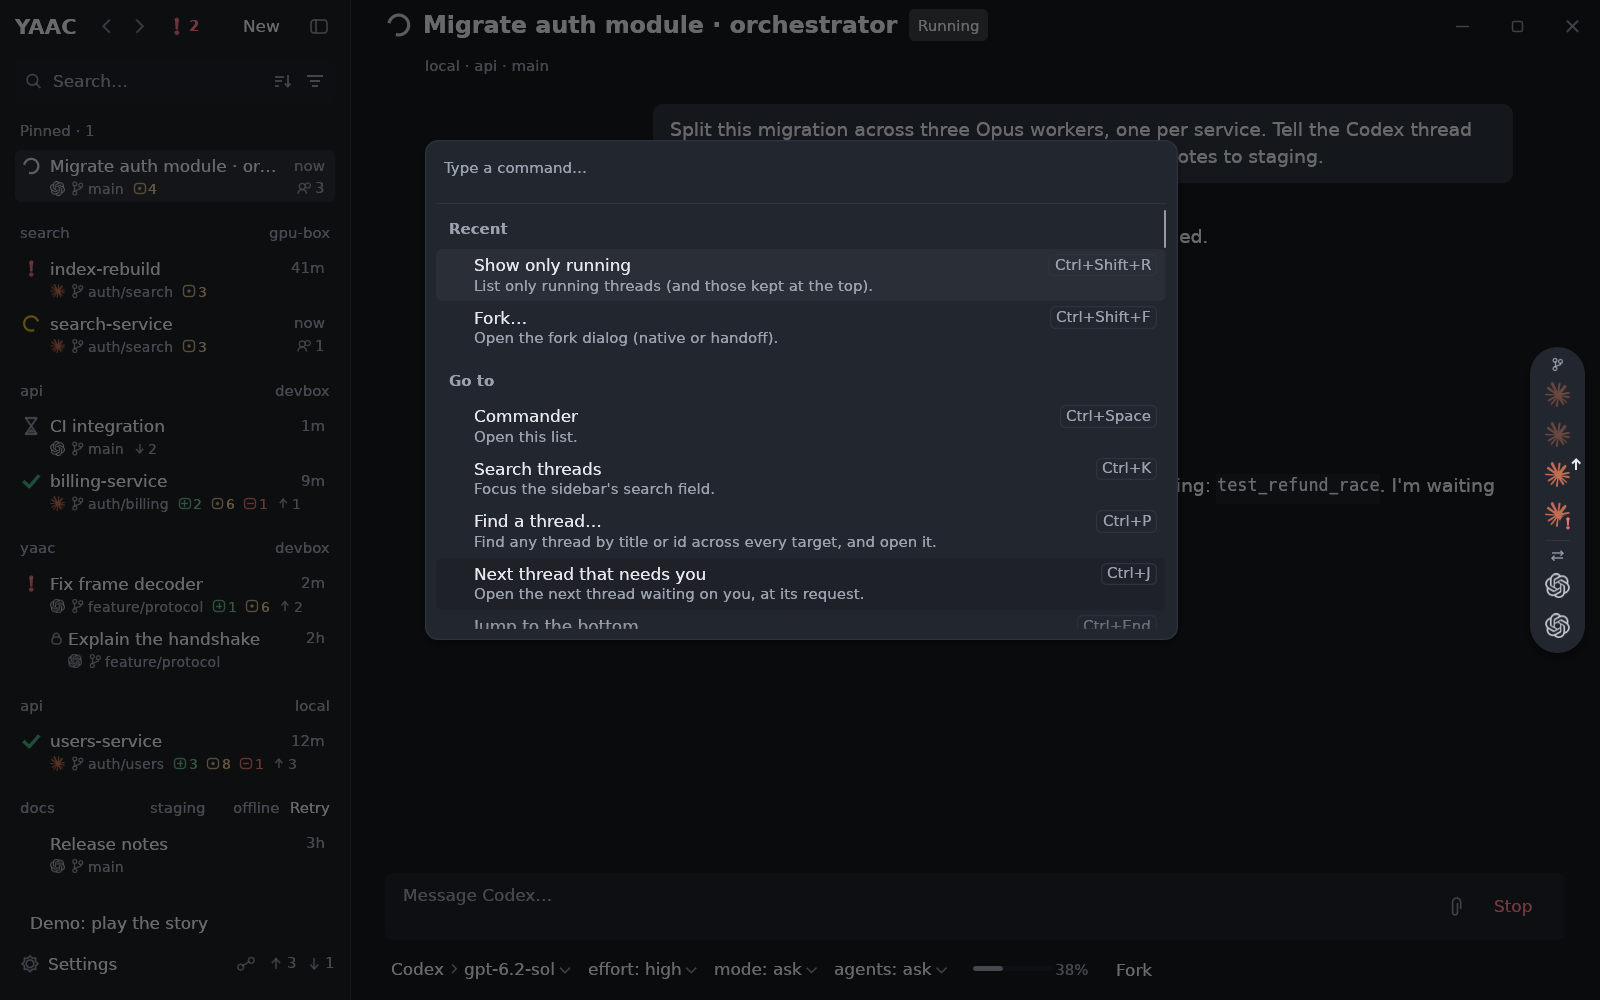 YAAC
2
New
Search...
Pinned · 1
Migrate auth module · or...
now
main
4
3
search
gpu-box
index-rebuild
41m
auth/search
3
search-service
now
auth/search
3
1
api
devbox
CI integration
1m
main
2
billing-service
9m
auth/billing
2
6
1
1
yaac
devbox
Fix frame decoder
2m
feature/protocol
1
6
2
Explain the handshake
2h
feature/protocol
api
local
users-service
12m
auth/users
3
8
1
3
docs
staging
offline
Retry
Release notes
3h
main
Demo: play the story
Settings
3
1
Migrate auth module · orchestrator
Running
local · api · main
Split this migration across three Opus workers, one per service. Tell the Codex thread
otes to staging.
ed.
ing: test_refund_race. I'm waiting
Type a command...
Recent
Show only running
Ctrl+Shift+R
List only running threads (and those kept at the top).
Fork...
Ctrl+Shift+F
Open the fork dialog (native or handoff).
Go to
Commander
Ctrl+Space
Open this list.
Search threads
Ctrl+K
Focus the sidebar's search field.
Find a thread...
Ctrl+P
Find any thread by title or id across every target, and open it.
Next thread that needs you
Ctrl+J
Open the next thread waiting on you, at its request.
Jump to the bottom
Ctrl+End
Message Codex...
Stop
Codex
gpt-6.2-sol
effort: high
mode: ask
agents: ask
38%
Fork